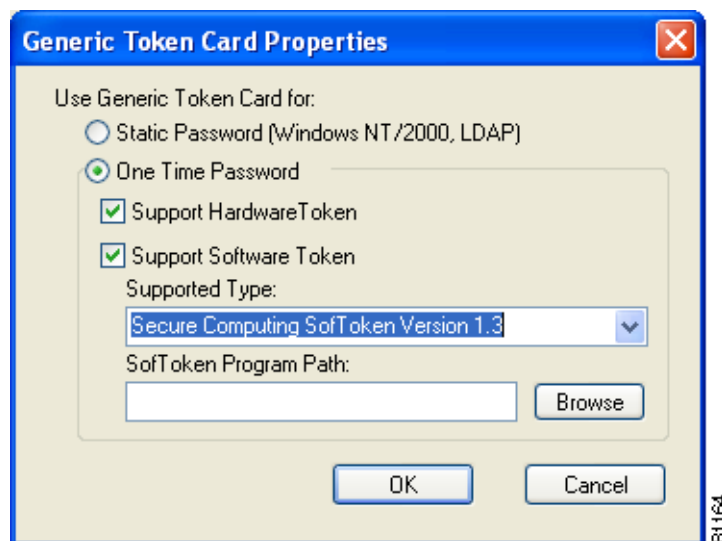 Generic Token Card Properties
Use Generic Token Card for:
Static Password (Windows NT/2000, LDAP)
One Time Password
Support HardwareToken
Support Software Token
Supported Type:
Secure Computing SofToken Version 1.3
SofToken Program Path:
Browse
OK
Cancel
81164